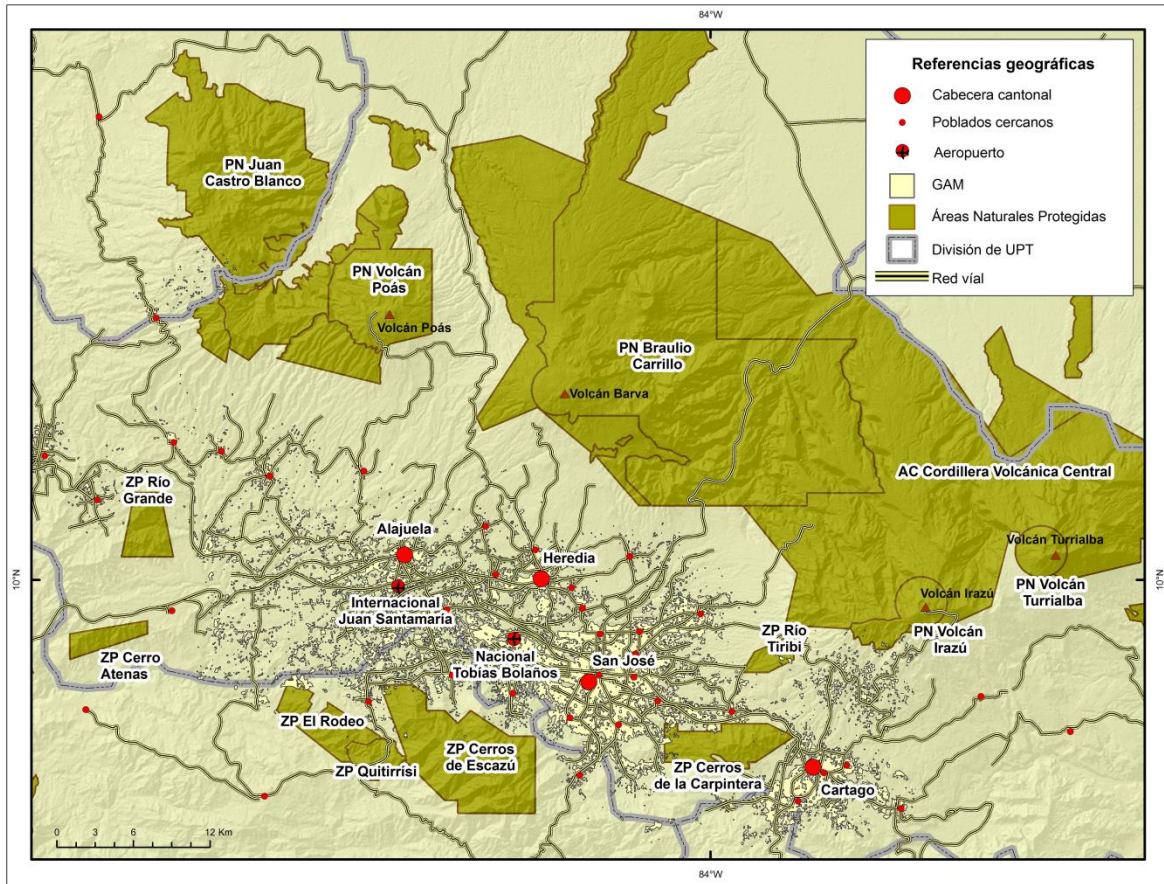 84°W
Referencias geográficas
Cabecera cantonal
Poblados cercanos
Aeropuerto
GAM
Áreas Naturales Protegidas
División de UPT
Red víal
PN Juan
Castro Blanco
PN Volcán
Poás
Volcán Poás
PN Braulio
Carrillo
Volcán Barva
AC Cordillera Volcánica Central
ZP Río
Grande
Alajuela
Heredia
Volcán Turrialba
10°N
10°N
Internacional
Juan Santamaría
Volcán Irazú
PN Volcán
Turrialba
PN Volcán
Irazú
ZP Río
Tiribi
ZP Cerro
Atenas
Nacional
Tobías Bolaños
San José
ZP El Rodeo
ZP Quitirrísi
ZP Cerros
de Escazú
ZP Cerros
de la Carpintera
Cartago
0 3 6 12 Km
84°W